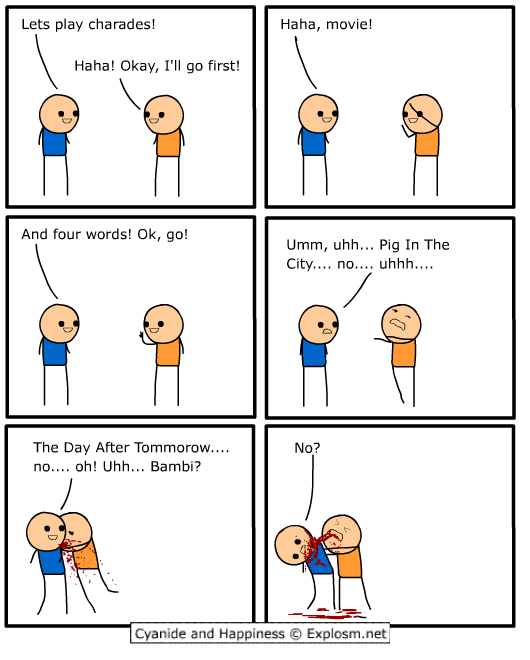 Lets play charades!
Haha! Okay, I'll go first!
Haha, movie!
And four words! Ok, go!
Umm, uhh... Pig In The
City.... no.... uhhh....
The Day After Tommorow....
no.... oh! Uhh... Bambi?
No?
Cyanide and Happiness © Explosm.net